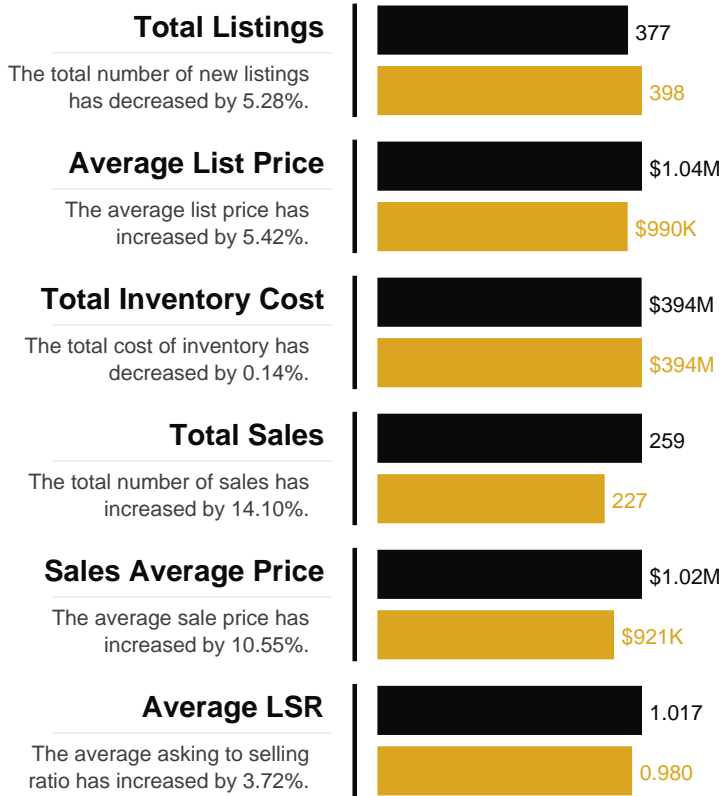 Total Listings
377
The total number of new listings
has decreased by 5.28%.
398
Average List Price
$1.04M
The average list price has
increased by 5.42%.
$990K
Total Inventory Cost
$394M
The total cost of inventory has
decreased by 0.14%.
$394M
Total Sales
259
The total number of sales has
increased by 14.10%.
227
Sales Average Price
$1.02M
The average sale price has
increased by 10.55%.
$921K
Average LSR
1.017
The average asking to selling
ratio has increased by 3.72%.
0.980